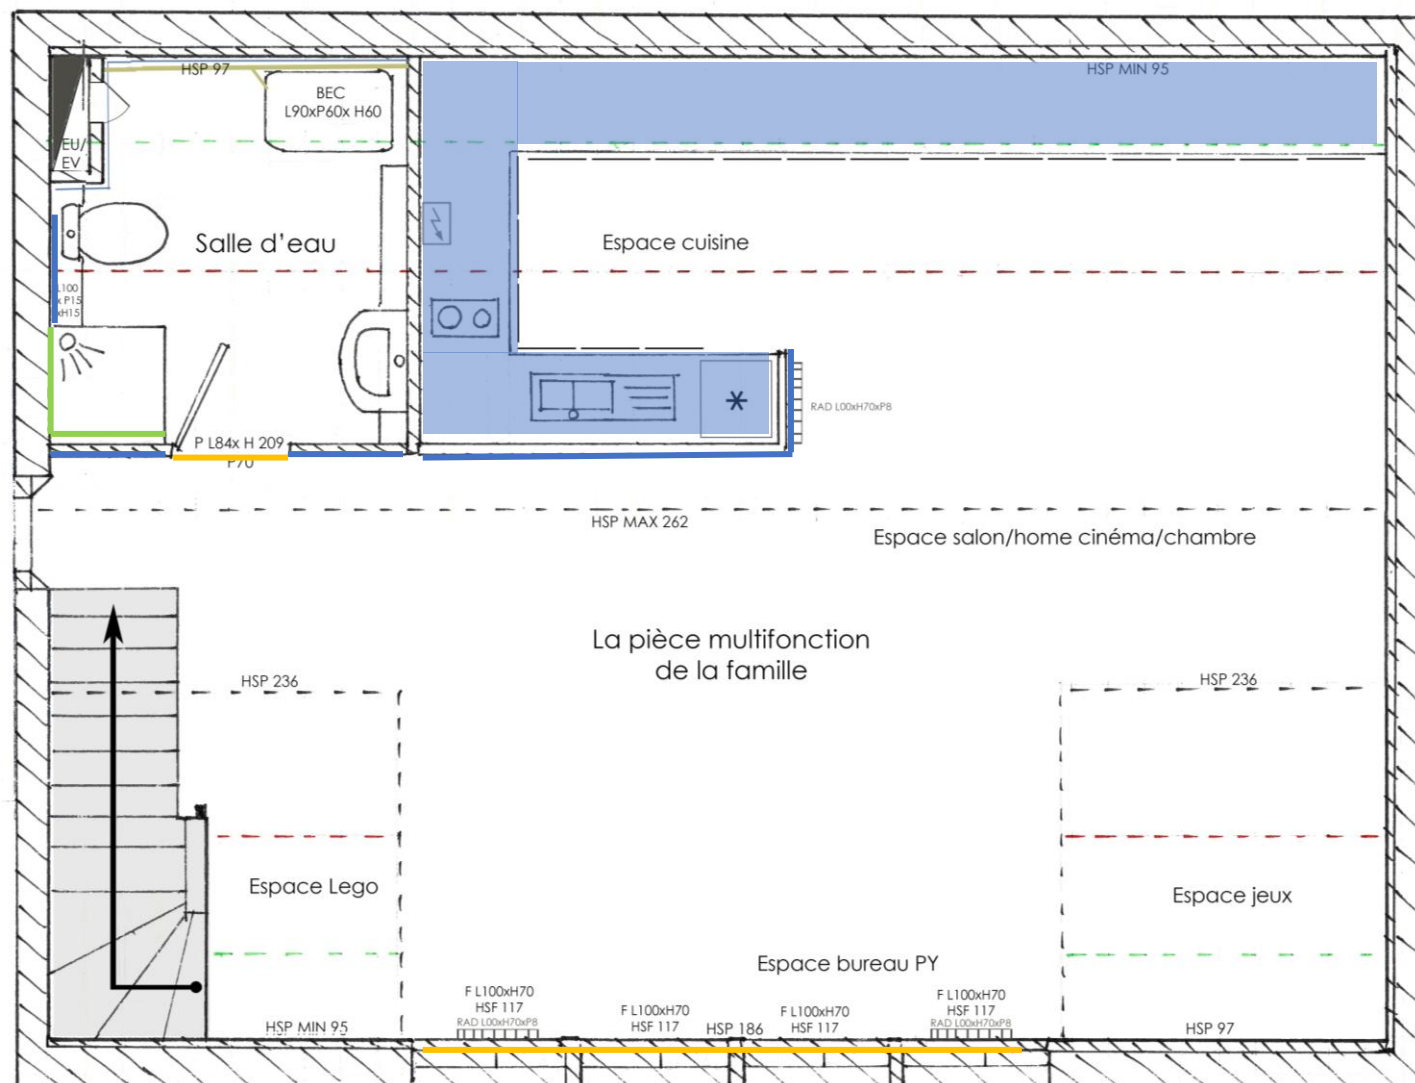 HSP 97
HSP MIN 95
BEC
L90xP60x H60
EU/
EV
Salle d'eau
Espace cuisine
L100
x P15
xH15
RAD L00xH70xP8
P L84x H 209
P70
HSP MAX 262
Espace salon/home cinéma/chambre
La pièce multifonction
de la famille
HSP 236
HSP 236
Espace Lego
Espace jeux
Espace bureau PY
F L100xH70
HSF 117
RAD L00xH70xP8
F L100xH70
HSF 117
HSP 186
F L100xH70
HSF 117
F L100xH70
HSF 117
RAD L00xH70xP8
HSP MIN 95
HSP 97